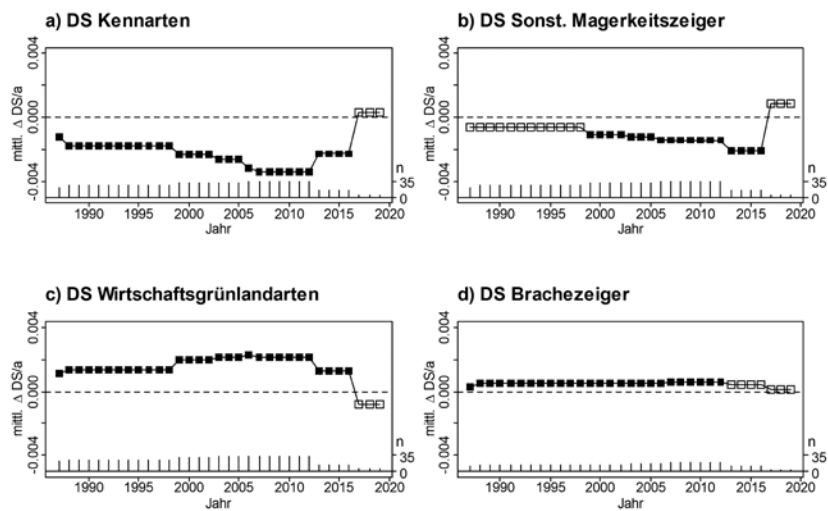 a) DS Kennarten
mittl. Δ DS/a
0.004
0.000
-0.004
n
35
0
1990 1995 2000 2005 2010 2015 2020
Jahr
b) DS Sonst. Magerkeitszeiger
mittl. Δ DS/a
0.004
0.000
-0.004
n
35
0
1990 1995 2000 2005 2010 2015 2020
Jahr
c) DS Wirtschaftsgrünlandarten
mittl. Δ DS/a
0.004
0.000
-0.004
n
35
0
1990 1995 2000 2005 2010 2015 2020
Jahr
d) DS Brachezeiger
mittl. Δ DS/a
0.004
0.000
-0.004
n
35
0
1990 1995 2000 2005 2010 2015 2020
Jahr